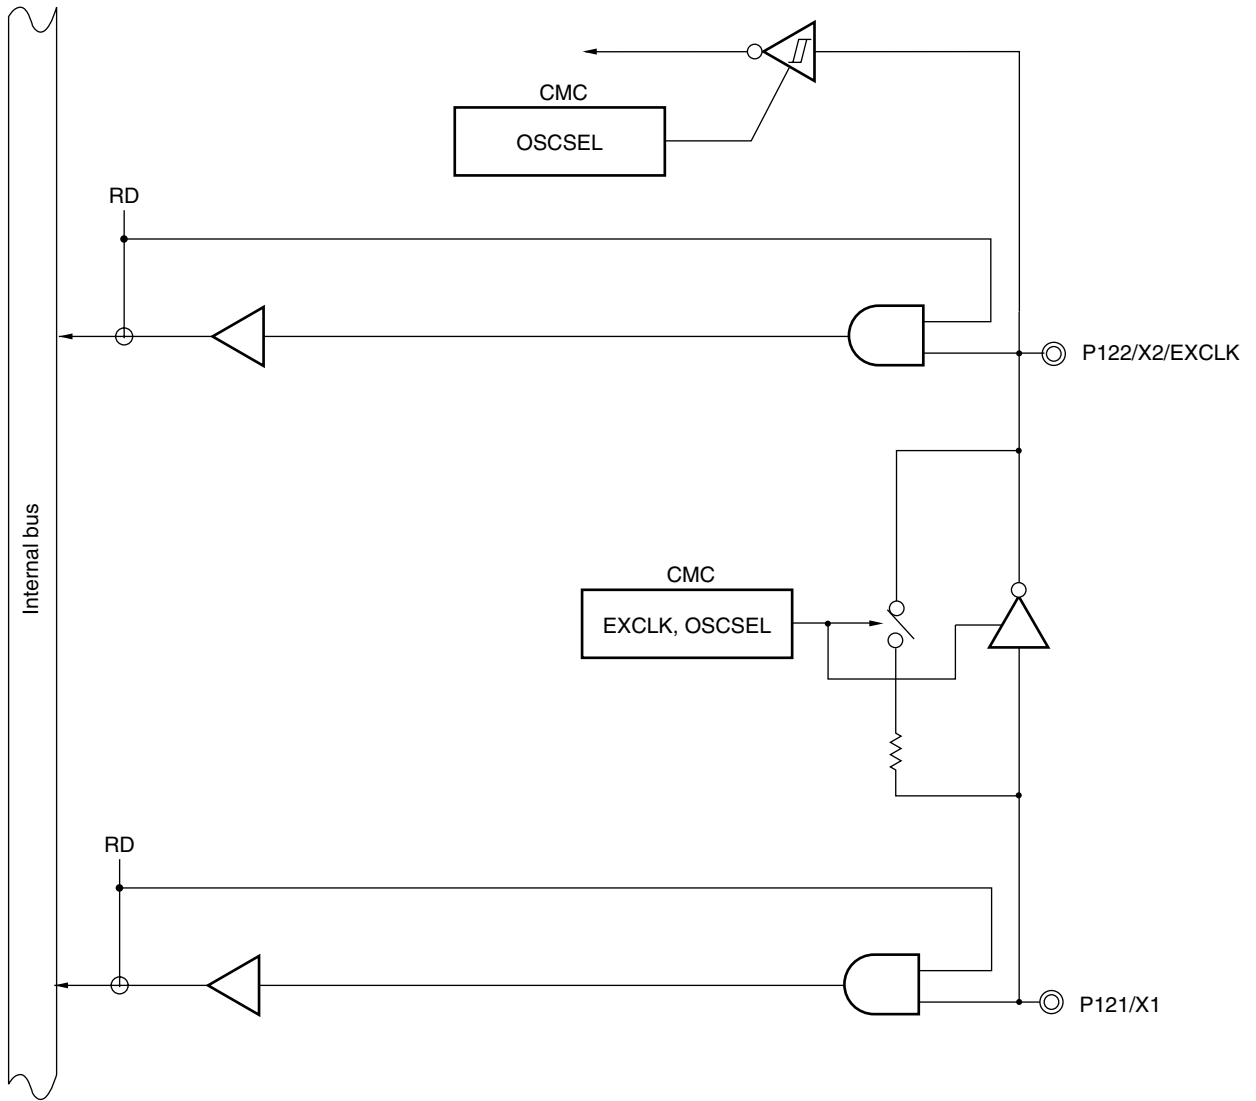 CMC
OSCSEL
RD
P122/X2/EXCLK
Internal bus
CMC
EXCLK, OSCSEL
RD
P121/X1